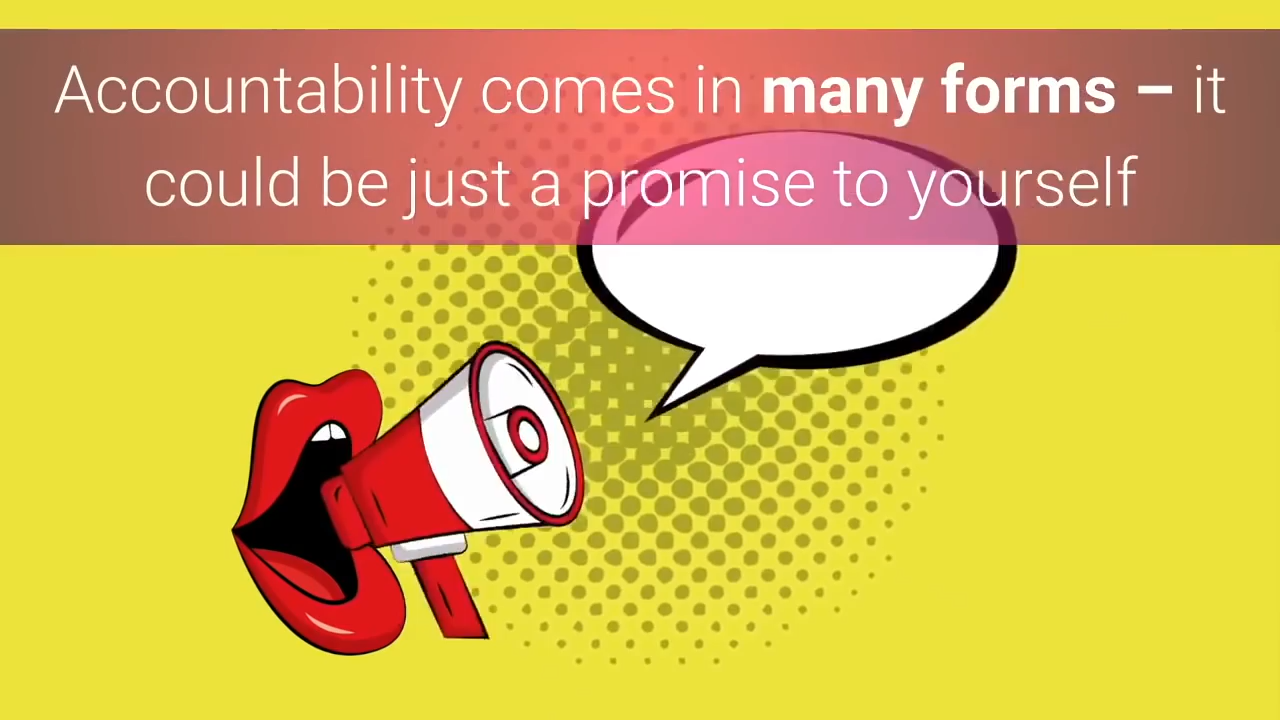 Accountability comes in many forms – it
could be just a promise to yourself